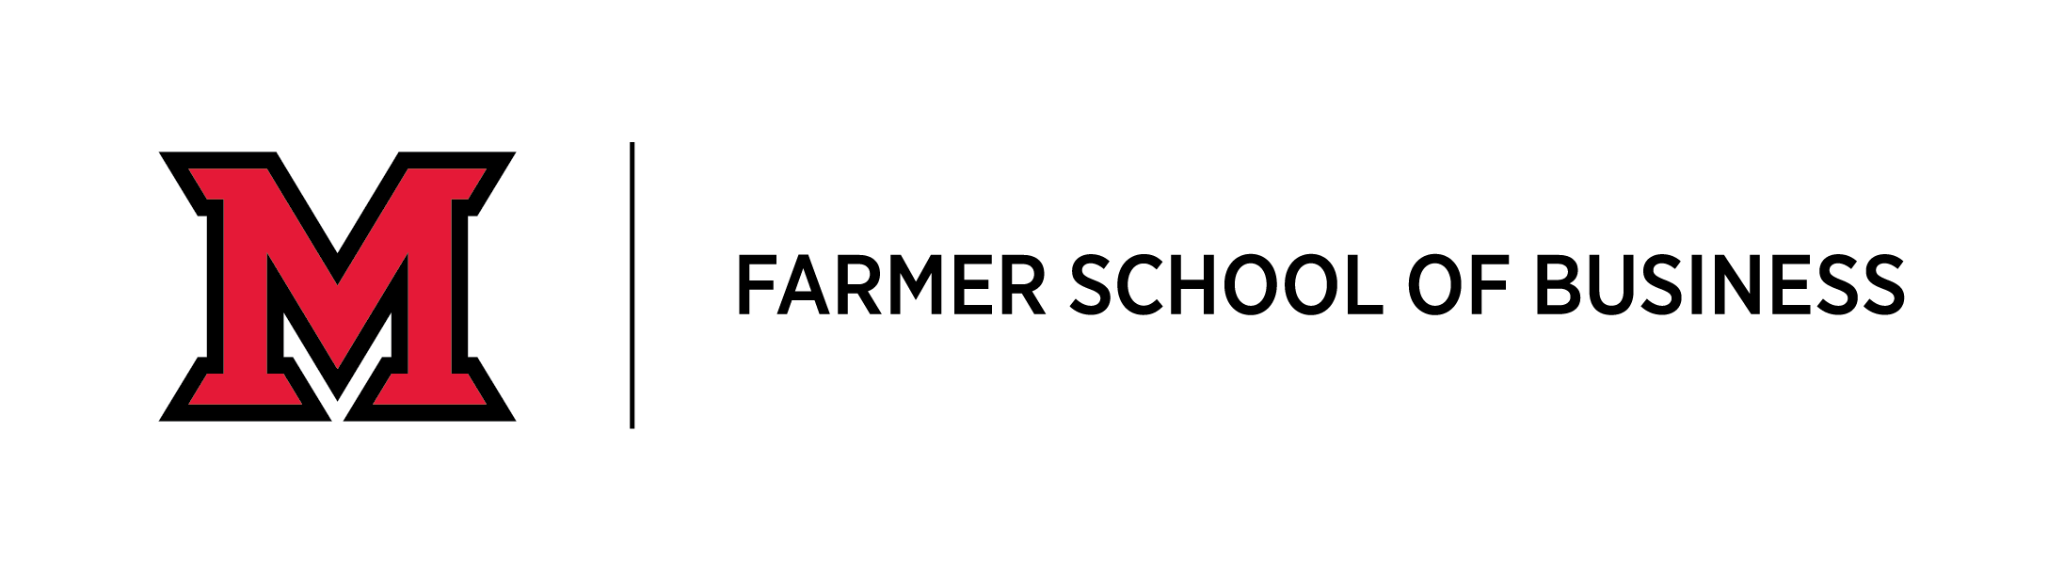 M
FARMER SCHOOL OF BUSINESS